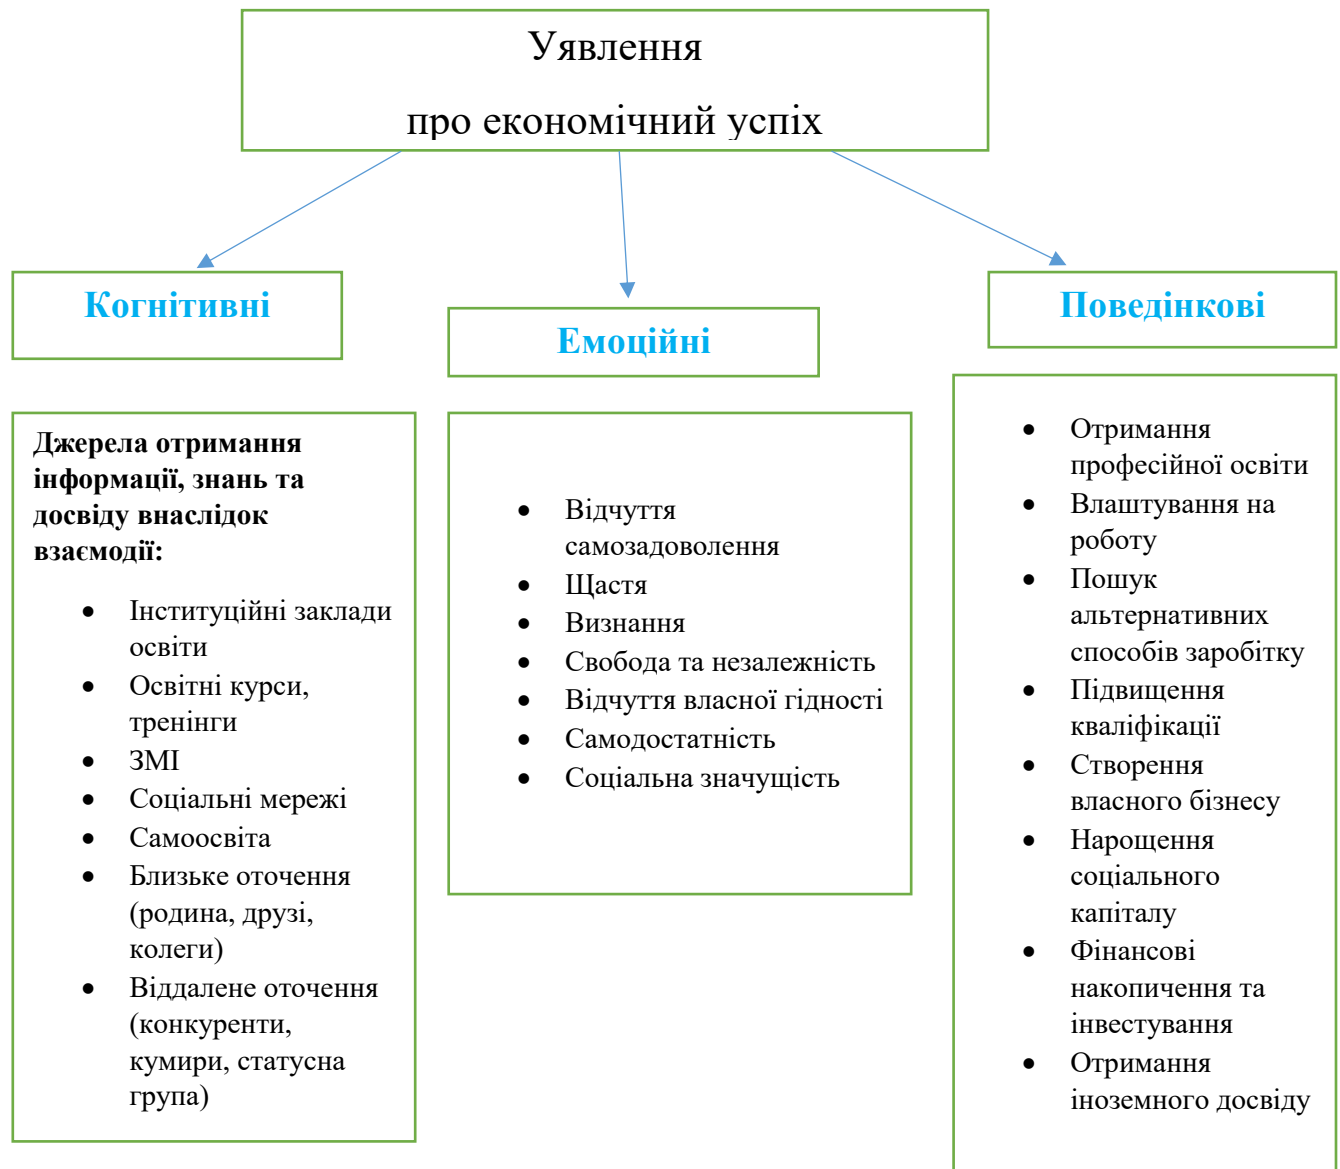 Уявлення
про економічний успіх
Когнітивні
Емоційні
Поведінкові
Джерела отримання
інформації, знань та
досвіду внаслідок
взаємодії:
• Інституційні заклади
освіти
• Освітні курси,
тренінги
• ЗМІ
• Соціальні мережі
• Самоосвіта
• Близьке оточення
(родина, друзі,
колеги)
• Віддалене оточення
(конкуренти,
кумири, статусна
група)
• Відчуття
самозадоволення
• Щастя
• Визнання
• Свобода та незалежність
• Відчуття власної гідності
• Самодостатність
• Соціальна значущість
• Отримання
професійної освіти
• Влаштування на
роботу
• Пошук
альтернативних
способів заробітку
• Підвищення
кваліфікації
• Створення
власного бізнесу
• Нарощення
соціального
капіталу
• Фінансові
накопичення та
інвестування
• Отримання
іноземного досвіду